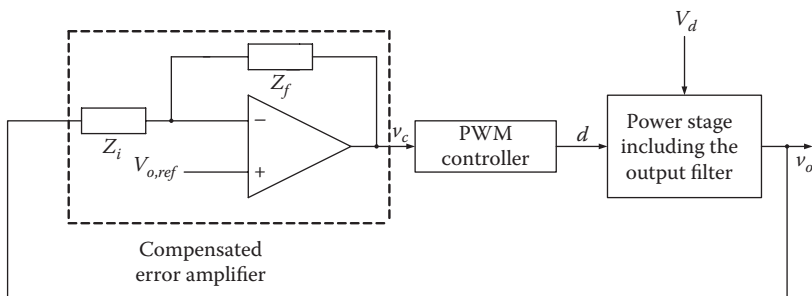 V_d
Z_f
Z_i
−
+
V_{o,ref}
v_c
PWM
controller
d
Power stage
including the
output filter
v_o
Compensated
error amplifier